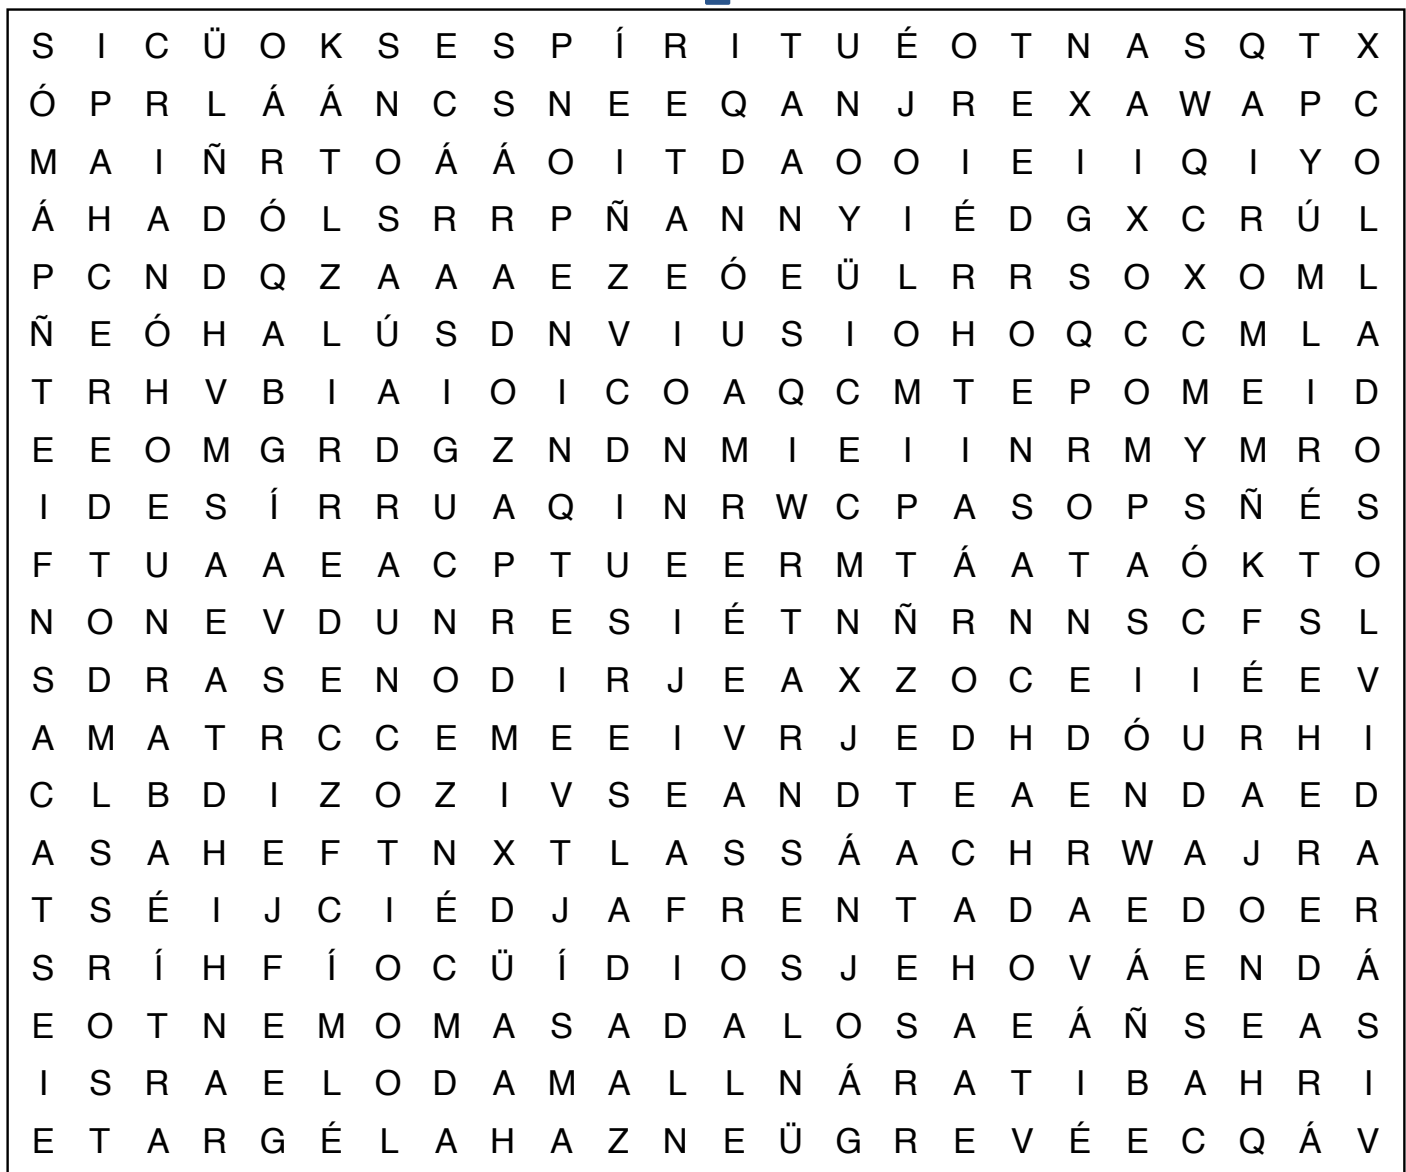 S I C Ü O K S E S P Í R I T U É O T N A S Q T X
Ó P R L Á Á N C S N E E Q A N J R E X A W A P C
M A I Ñ R T O Á Á O I T D A O O I E I I Q I Y O
Á H A D Ó L S R R P Ñ A N N Y I É D G X C R Ú L
P C N D Q Z A A A E Z E Ó E Ü L R R S O X O M L
Ñ E Ó H A L Ú S D N V I U S I O H O Q C C M L A
T R H V B I A I O I C O A Q C M T E P O M E I D
E E O M G R D G Z N D N M I E I I N R M Y M R O
I D E S Í R R U A Q I N R W C P A S O P S Ñ É S
F T U A A E A C P T U E E R M T Á A T A Ó K T O
N O N E V D U N R E S I É T N Ñ R N N S C F S L
S D R A S E N O D I R J E A X Z O C E I I É E V
A M A T R C C E M E E I V R J E D H D Ó U R H I
C L B D I Z O Z I V S E A N D T E A E N D A E D
A S A H E F T N X T L A S S Á A C H R W A J R A
T S É I J C I É D J A F R E N T A D A E D O E R
S R Í H F Í O C Ü Í D I O S J E H O V Á E N D Á
E O T N E M O M A S A D A L O S A E Á Ñ S E A S
I S R A E L O D A M A L L N Á R A T I B A H R I
E T A R G É L A H A Z N E Ü G R E V É E C Q Á V